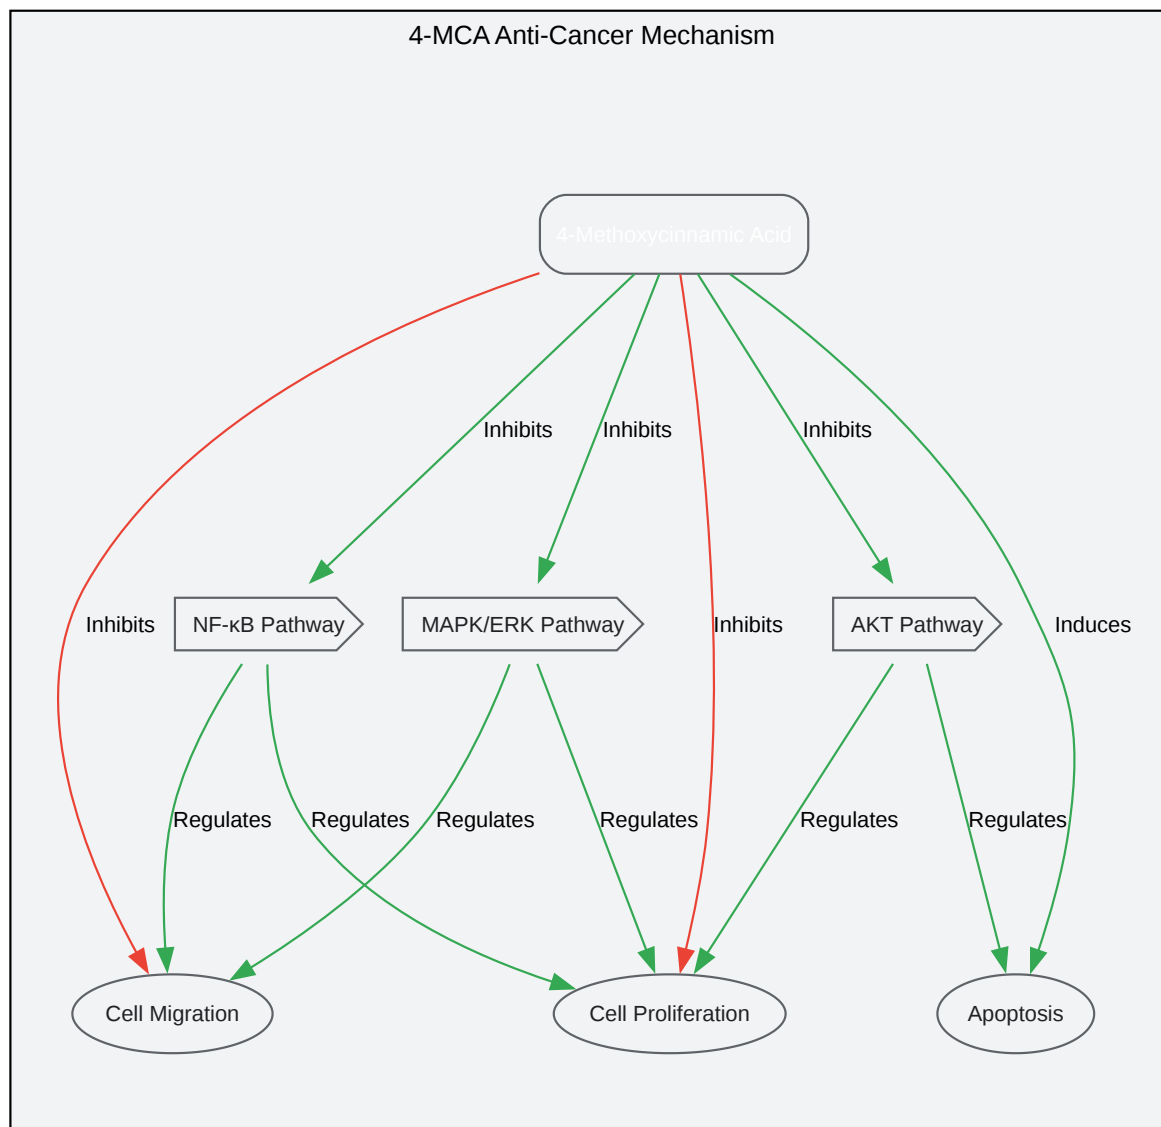 4-MCA Anti-Cancer Mechanism
4-Methoxycinnamic Acid
Inhibits
Inhibits
Inhibits
Inhibits
NF-κB Pathway
MAPK/ERK Pathway
Inhibits
AKT Pathway
Induces
Regulates
Regulates
Regulates
Regulates
Regulates
Regulates
Cell Migration
Cell Proliferation
Apoptosis